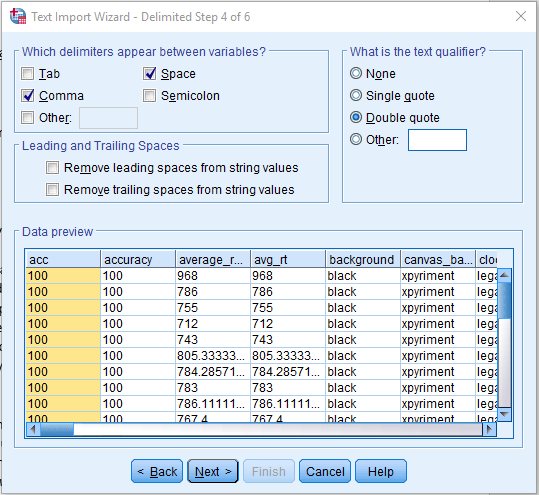 Text Import Wizard - Delimited Step 4 of 6
Which delimiters appear between variables?
Tab
Space
Comma
Semicolon
Other:
Leading and Trailing Spaces
Remove leading spaces from string values
Remove trailing spaces from string values
What is the text qualifier?
None
Single quote
Double quote
Other:
Data preview
acc accuracy average_r... avg_rt background canvas_ba... cloc
100 100 968 968 black xpyriment lega
100 100 786 786 black xpyriment lega
100 100 755 755 black xpyriment lega
100 100 712 712 black xpyriment lega
100 100 743 743 black xpyriment lega
100 100 805.33333... 805.33333... black xpyriment lega
100 100 784.28571... 784.28571... black xpyriment lega
100 100 783 783 black xpyriment lega
100 100 786.11111... 786.11111... black xpyriment lega
100 100 767.4 767.4 black xpyriment lega
< Back Next > Finish Cancel Help